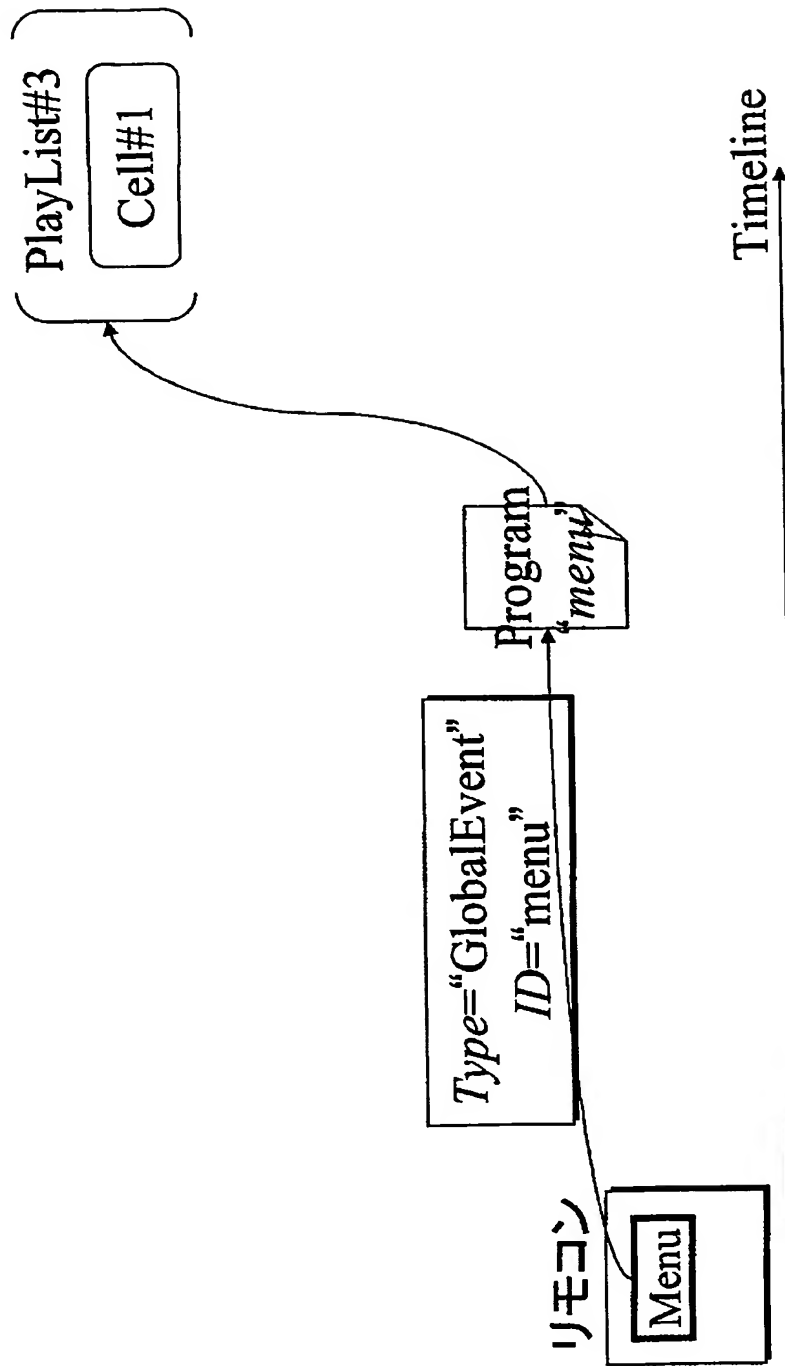 リモコン
Menu
Type=“GlobalEvent”
ID=“menu”
Program
“menu”
PlayList#3
Cell#1
Timeline